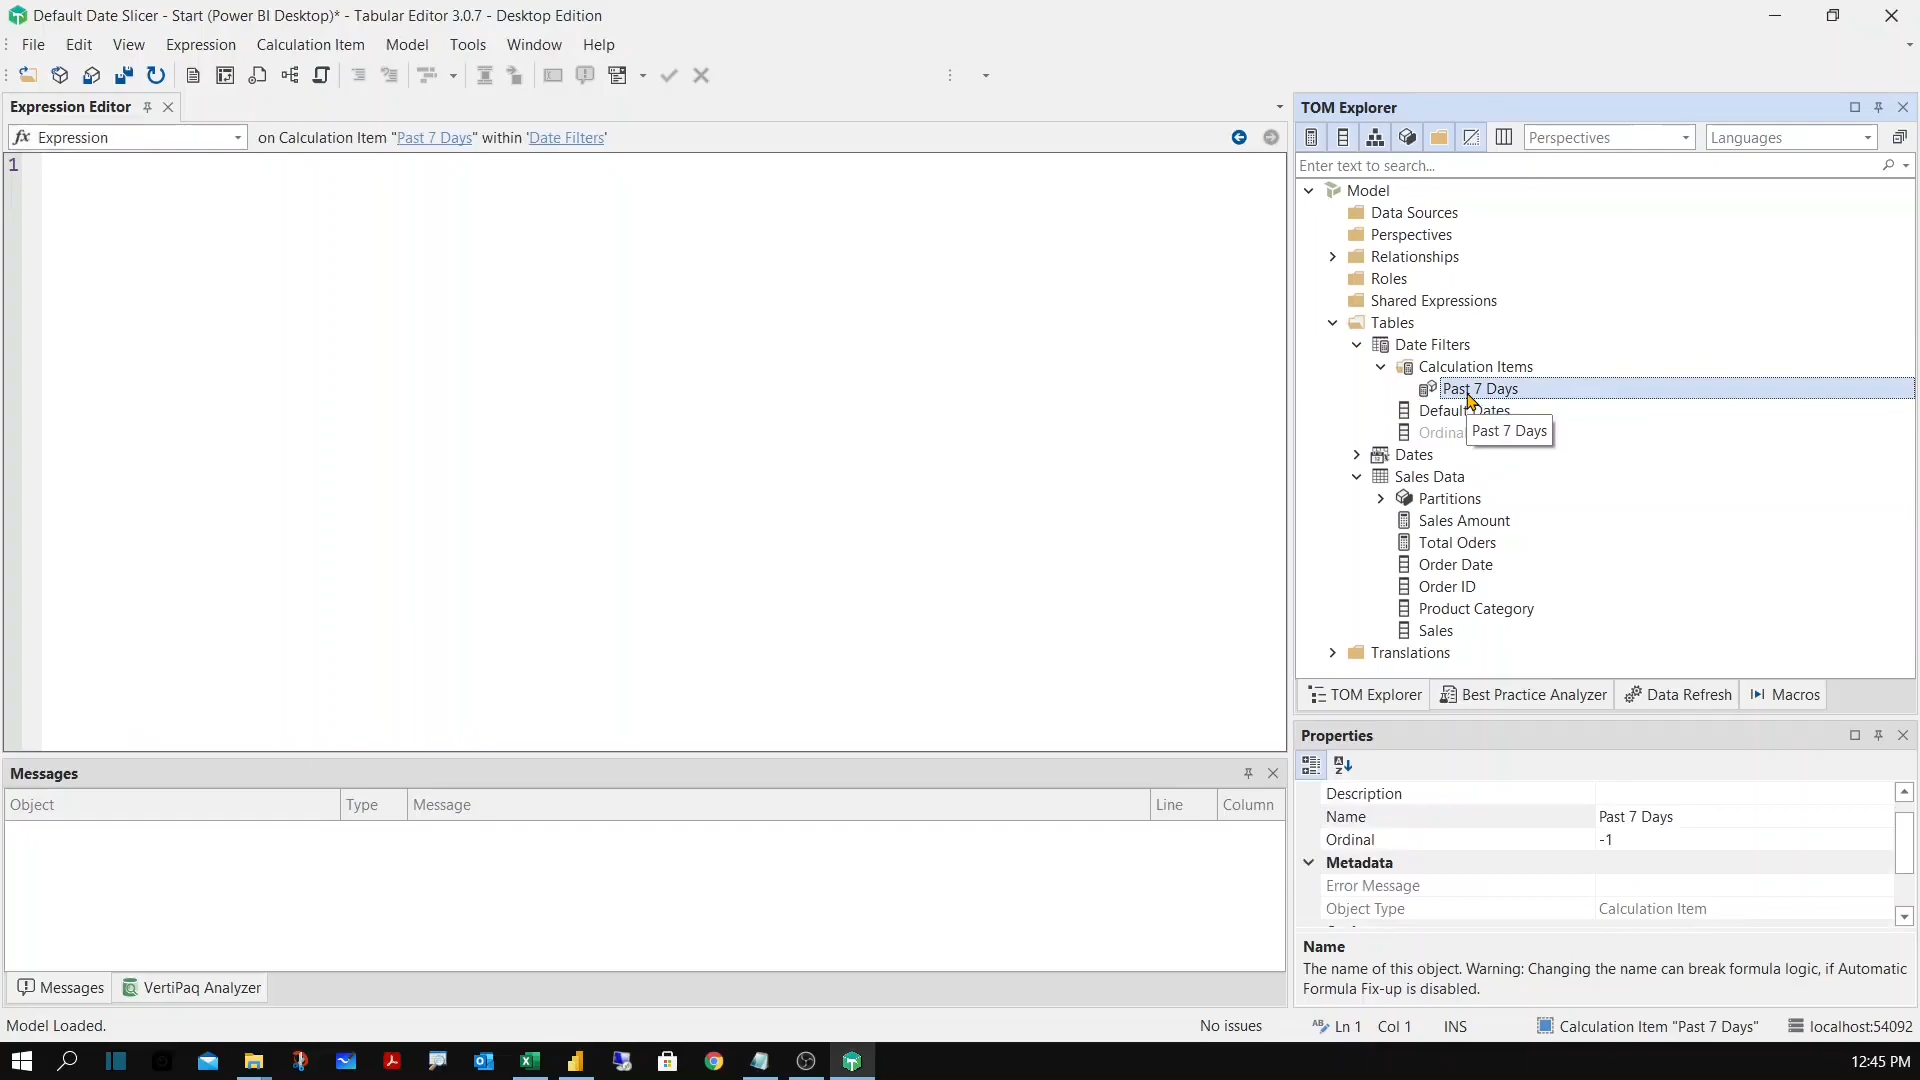 Default Date Slicer - Start (Power BI Desktop)* - Tabular Editor 3.0.7 - Desktop Edition
File Edit View Expression Calculation Item Model Tools Window Help
Expression Editor
fx Expression on Calculation Item "Past 7 Days" within 'Date Filters'
1
TOM Explorer
Perspectives Languages
Enter text to search...
Model
Data Sources
Perspectives
Relationships
Roles
Shared Expressions
Tables
Date Filters
Calculation Items
Past 7 Days
Default Dates
Ordinal
Past 7 Days
Dates
Sales Data
Partitions
Sales Amount
Total Oders
Order Date
Order ID
Product Category
Sales
Translations
TOM Explorer Best Practice Analyzer Data Refresh Macros
Properties
Description
Name Past 7 Days
Ordinal -1
Metadata
Error Message
Object Type Calculation Item
Name
The name of this object. Warning: Changing the name can break formula logic, if Automatic
Formula Fix-up is disabled.
Messages
Object Type Message Line Column
Messages VertiPaq Analyzer
Model Loaded. No issues Ln 1 Col 1 INS Calculation Item "Past 7 Days" localhost:54092
12:45 PM